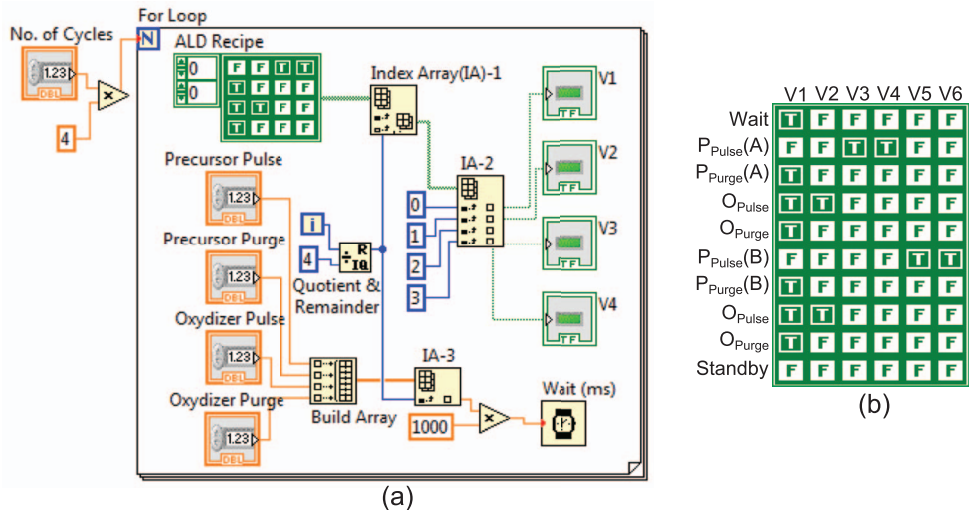 For Loop
No. of Cycles
N
ALD Recipe
1.23
DBL
×
4
0
0
F F T T
T F F F
T T F F
T F F F
Index Array(IA)-1
V1
TF
IA-2
V2
TF
0
1
2
3
V3
TF
V4
TF
Precursor Pulse
1.23
DBL
Precursor Purge
1.23
DBL
i
4
R
IQ
Quotient &
Remainder
Oxydizer Pulse
1.23
DBL
Oxydizer Purge
1.23
DBL
Build Array
IA-3
1000
×
Wait (ms)
(a)
V1 V2 V3 V4 V5 V6
Wait T F F F F F
PPulse(A) F F T T F F
PPurge(A) T F F F F F
OPulse T T F F F F
OPurge T F F F F F
PPulse(B) F F F F T T
PPurge(B) T F F F F F
OPulse T T F F F F
OPurge T F F F F F
Standby F F F F F F
(b)